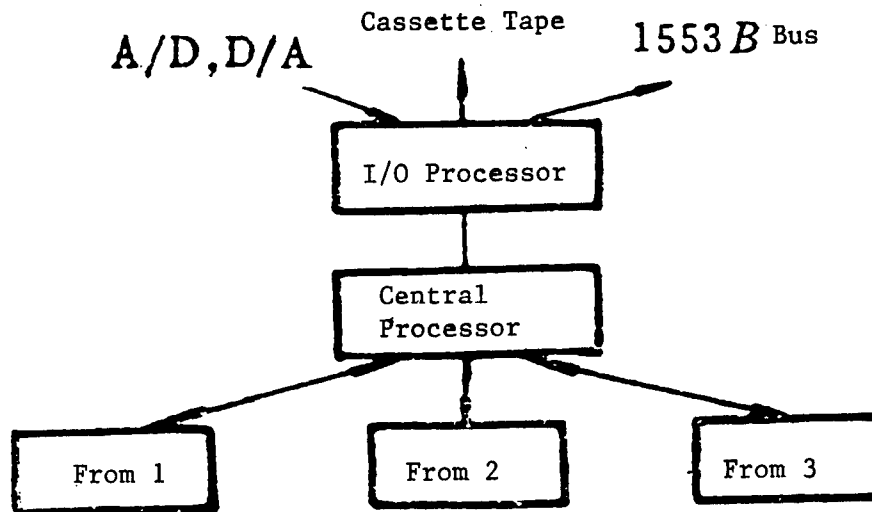 Cassette Tape
A/D, D/A
1553B Bus
I/O Processor
Central
Processor
From 1
From 2
From 3